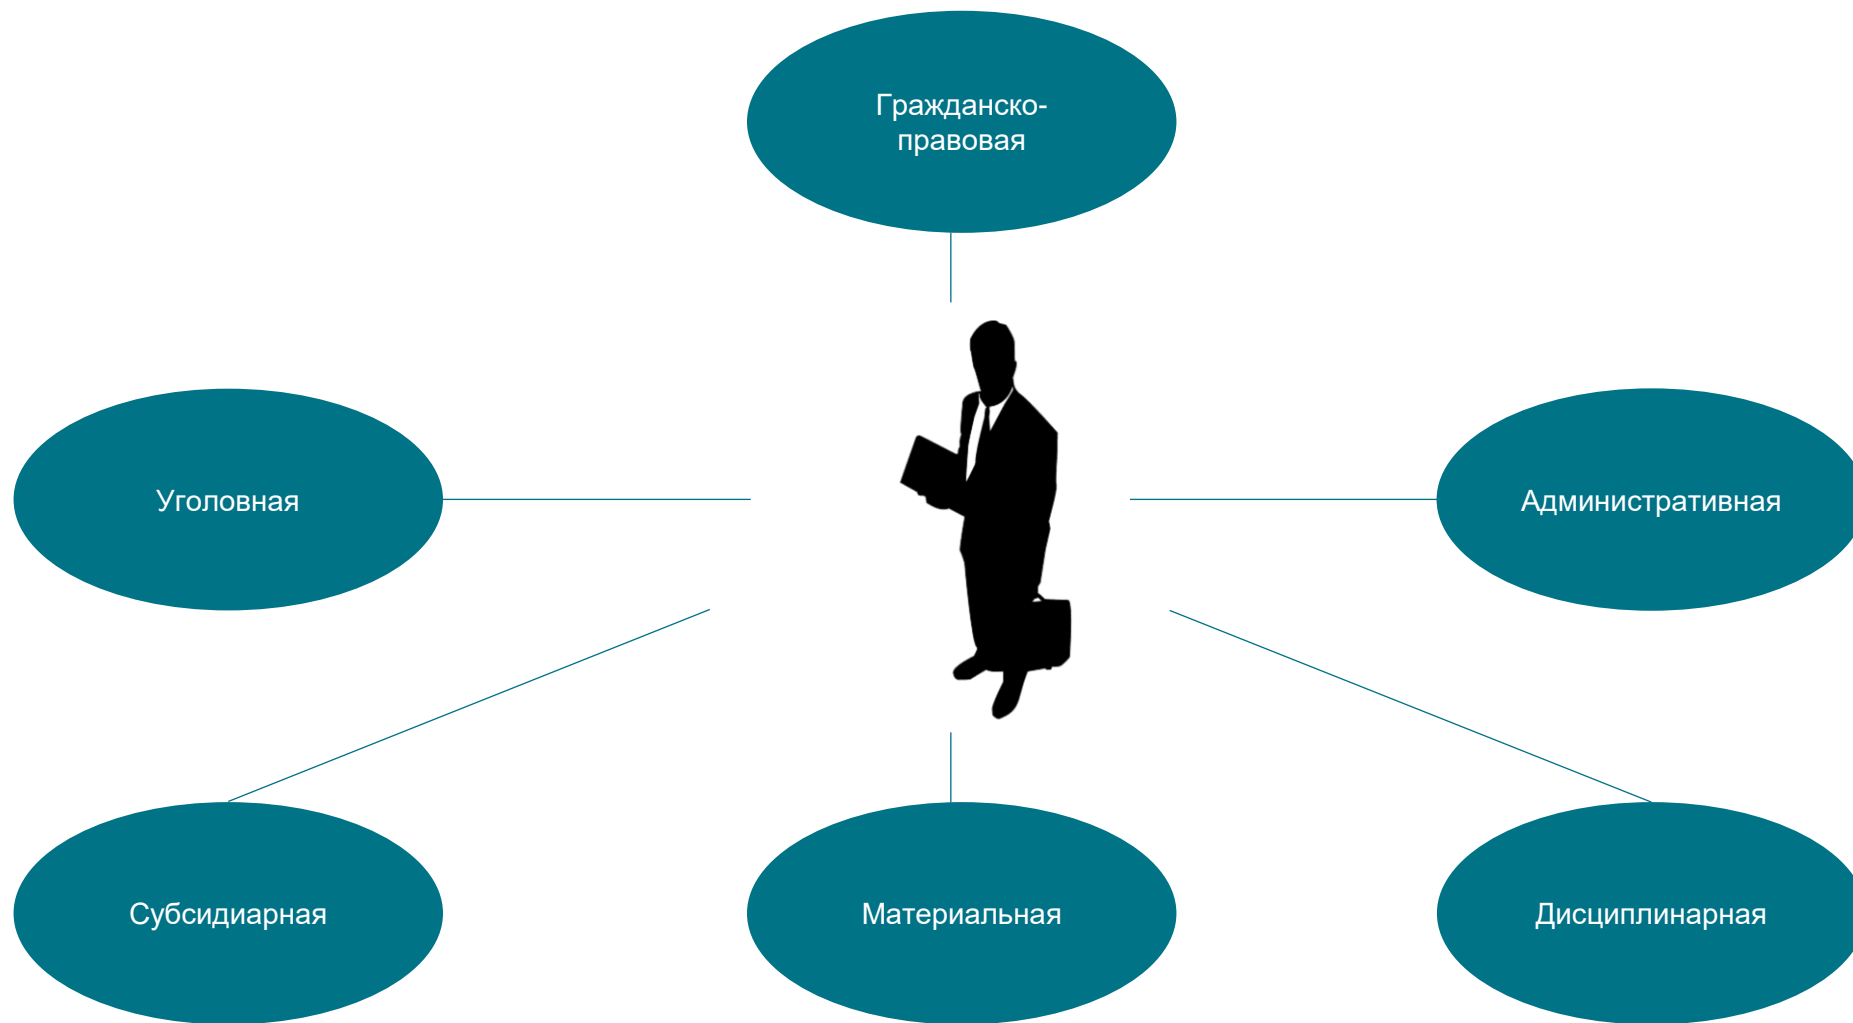 Гражданско-
правовая
Уголовная
Административная
Субсидиарная
Материальная
Дисциплинарная